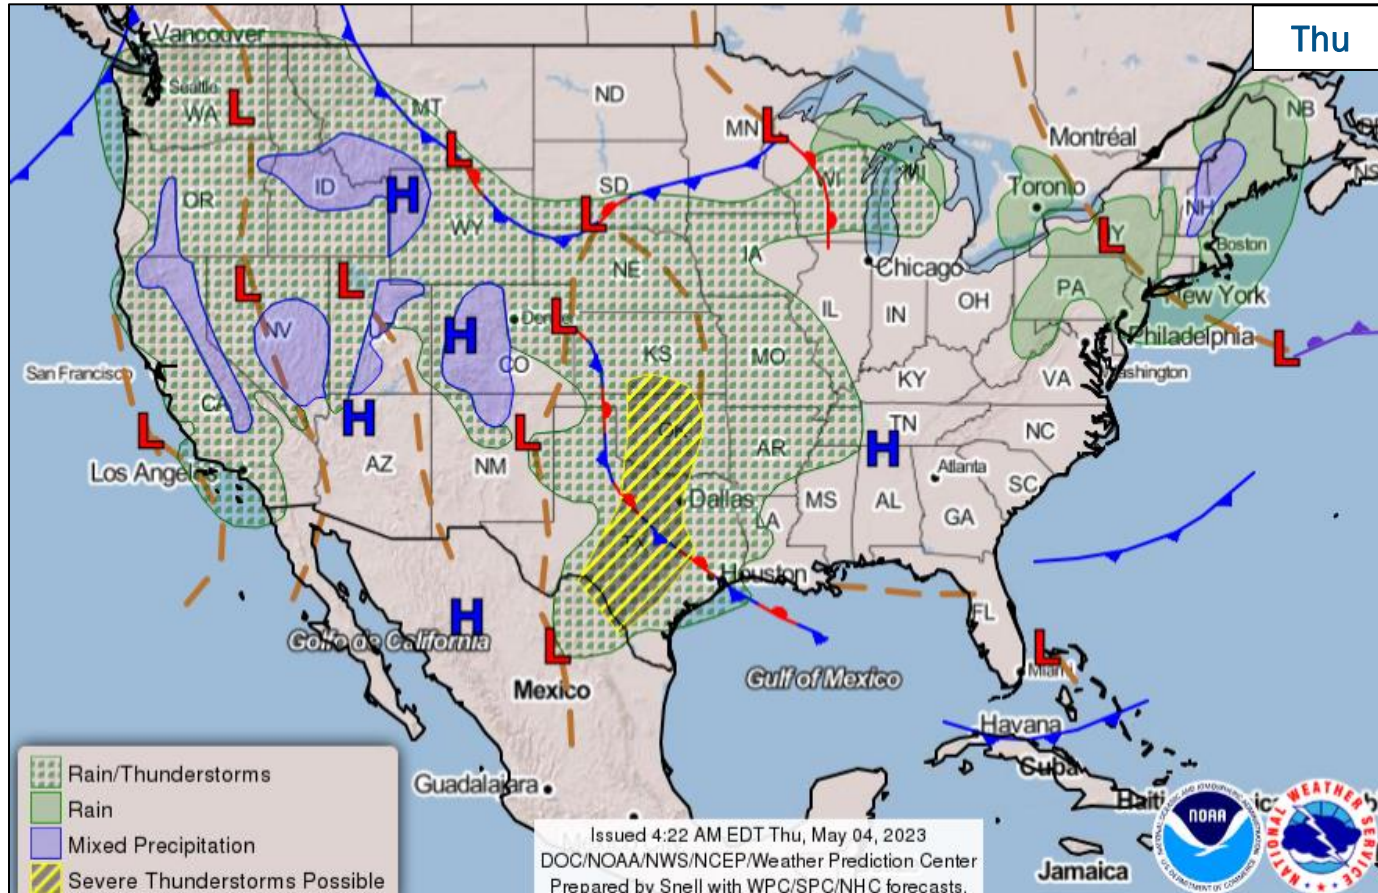 Thu
Vancouver
Seattle
WA
MT
ND
MN
Montréal
NB
NS
OR
ID
SD
WI
MI
Toronto
NH
WY
NY
Boston
IA
NE
Chicago
PA
New York
NV
Denver
IL
IN
OH
Philadelphia
CO
KS
MO
San Francisco
KY
VA
Washington
CA
OK
TN
NC
Los Angeles
AZ
NM
AR
Atlanta
SC
Dallas
MS
AL
GA
LA
TX
Houston
FL
Golfo de California
Mexico
Gulf of Mexico
Miami
Havana
Cuba
Guadalajara
Haiti
Jamaica
L
L
L
L
L
L
L
L
L
L
L
L
L
L
H
H
H
H
H
Rain/Thunderstorms
Rain
Mixed Precipitation
Severe Thunderstorms Possible
Issued 4:22 AM EDT Thu, May 04, 2023
DOC/NOAA/NWS/NCEP/Weather Prediction Center
Prepared by Snell with WPC/SPC/NHC forecasts.
NOAA
NATIONAL WEATHER SERVICE